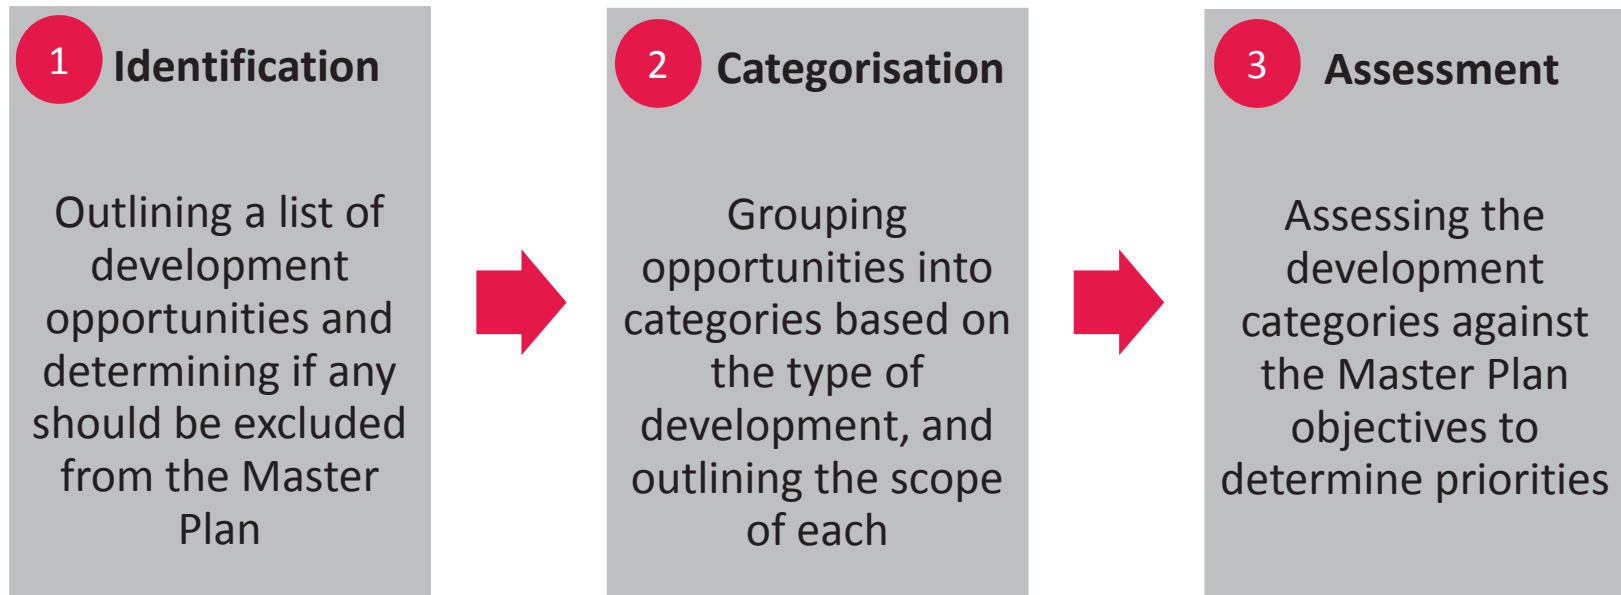 1 Identification
Outlining a list of
development
opportunities and
determining if any
should be excluded
from the Master
Plan
2 Categorisation
Grouping
opportunities into
categories based on
the type of
development, and
outlining the scope
of each
3 Assessment
Assessing the
development
categories against
the Master Plan
objectives to
determine priorities